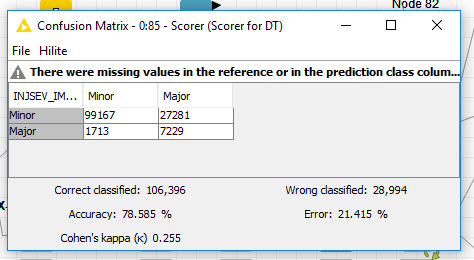 Node 82
Confusion Matrix - 0:85 - Scorer (Scorer for DT)
File Hilite
There were missing values in the reference or in the prediction class colum...
INJSEV_IM... Minor Major
Minor 99167 27281
Major 1713 7229
Correct classified: 106,396 Wrong classified: 28,994
Accuracy: 78.585 % Error: 21.415 %
Cohen's kappa (κ) 0.255